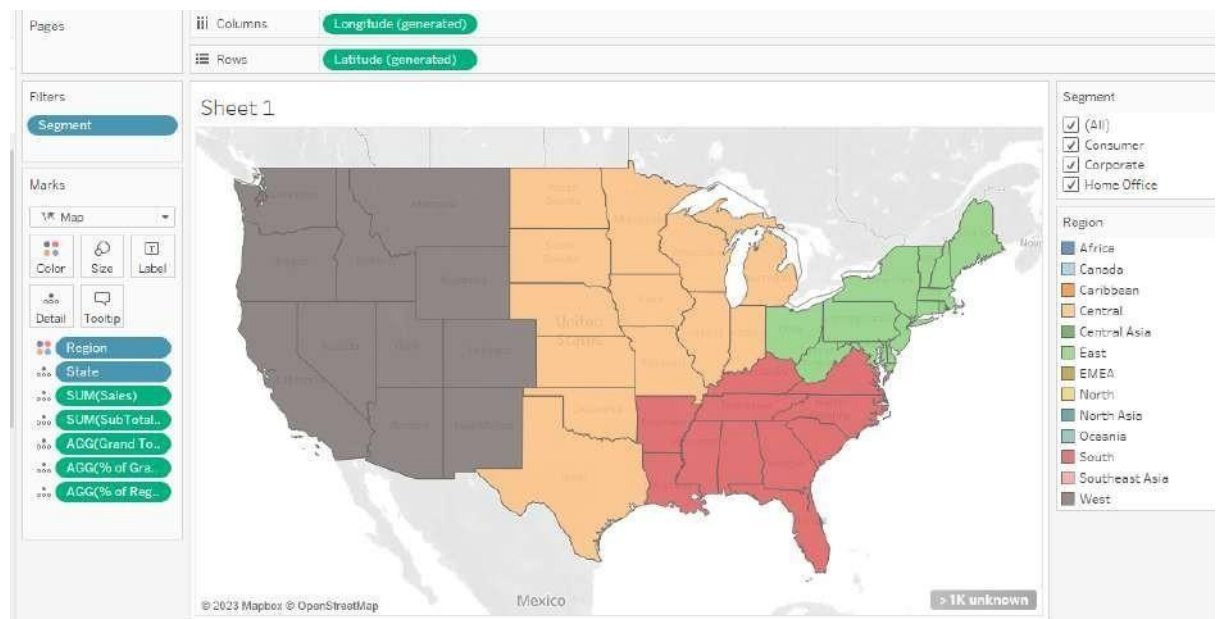 Pages
Columns
Longitude (generated)
Rows
Latitude (generated)
Filters
Segment
Marks
Map
Color
Size
Label
Detail
Tooltip
Region
State
SUM(Sales)
SUM(SubTotal..
AGG(Grand To..
AGG(% of Gra..
AGG(% of Reg..
Sheet 1
United
States
Mexico
© 2023 Mapbox © OpenStreetMap
>1K unknown
Segment
(All)
Consumer
Corporate
Home Office
Region
Africa
Canada
Caribbean
Central
Central Asia
East
EMEA
North
North Asia
Oceania
South
Southeast Asia
West